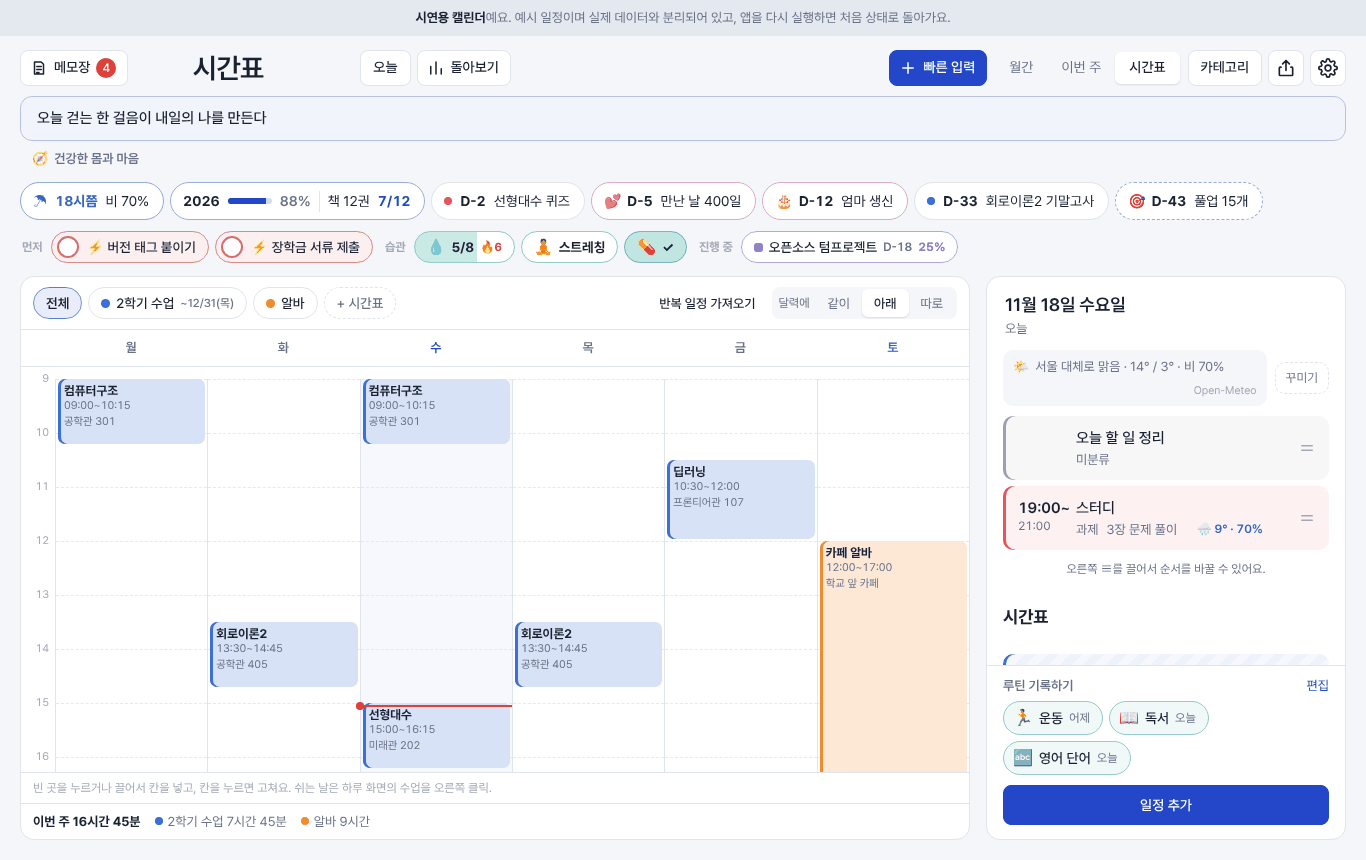 시연용 캘린더예요. 예시 일정이며 실제 데이터와 분리되어 있고, 앱을 다시 실행하면 처음 상태로 돌아가요.
메모장 4
시간표
오늘
돌아보기
빠른 입력
월간
이번 주
시간표
카테고리
오늘 걷는 한 걸음이 내일의 나를 만든다
건강한 몸과 마음
18시쯤 비 70%
2026 88% 책 12권 7/12
D-2 선형대수 퀴즈
D-5 만난 날 400일
D-12 엄마 생신
D-33 회로이론2 기말고사
D-43 풀업 15개
먼저
버전 태그 붙이기
장학금 서류 제출
습관
5/8 6
스트레칭
진행 중
오픈소스 텀프로젝트 D-18 25%
전체
2학기 수업 ~12/31(목)
알바
+ 시간표
반복 일정 가져오기
달력에 같이 아래 따로
월 화 수 목 금 토
9
10
11
12
13
14
15
16
컴퓨터구조
09:00~10:15
공학관 301
회로이론2
13:30~14:45
공학관 405
컴퓨터구조
09:00~10:15
공학관 301
선형대수
15:00~16:15
미래관 202
회로이론2
13:30~14:45
공학관 405
딥러닝
10:30~12:00
프론티어관 107
카페 알바
12:00~17:00
학교 앞 카페
빈 곳을 누르거나 끌어서 칸을 넣고, 칸을 누르면 고쳐요. 쉬는 날은 하루 화면의 수업을 오른쪽 클릭.
이번 주 16시간 45분 2학기 수업 7시간 45분 알바 9시간
11월 18일 수요일
오늘
서울 대체로 맑음 · 14° / 3° · 비 70%
Open-Meteo
꾸미기
오늘 할 일 정리
미분류
19:00~ 스터디
21:00 과제 3장 문제 풀이 9° · 70%
오른쪽 ≡를 끌어서 순서를 바꿀 수 있어요.
시간표
루틴 기록하기 편집
운동 어제
독서 오늘
abc 영어 단어 오늘
일정 추가